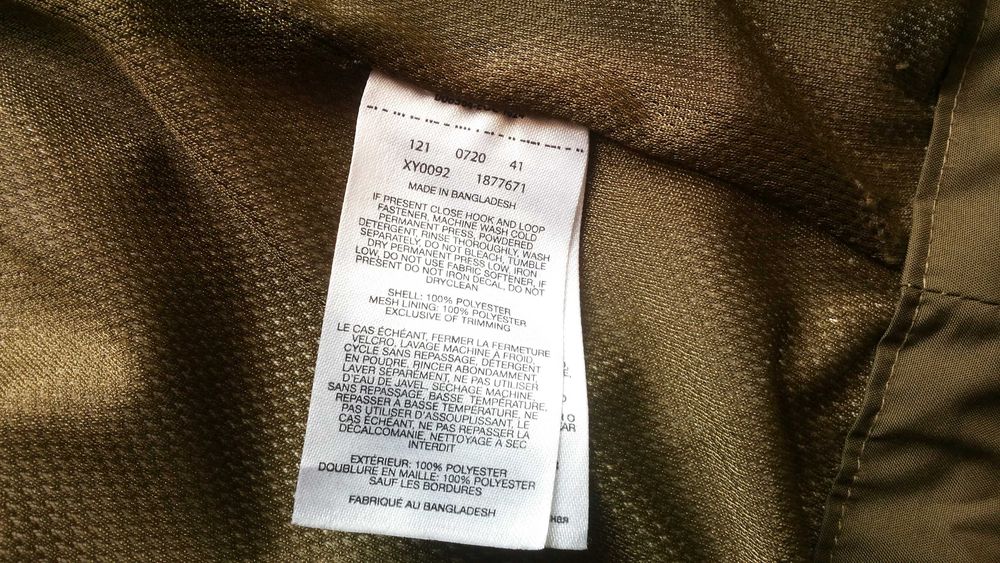 121 0720 41
XY0092 1877671
MADE IN BANGLADESH
IF PRESENT CLOSE HOOK AND LOOP
FASTENER, MACHINE WASH COLD
PERMANENT PRESS, POWDERED
DETERGENT, RINSE THOROUGHLY, WASH
SEPARATELY, DO NOT BLEACH, TUMBLE
DRY PERMANENT PRESS LOW, IRON
LOW, DO NOT USE FABRIC SOFTENER, IF
PRESENT DO NOT IRON DECAL, DO NOT
DRYCLEAN
SHELL: 100% POLYESTER
MESH LINING: 100% POLYESTER
EXCLUSIVE OF TRIMMING
LE CAS ÉCHÉANT, FERMER LA FERMETURE
VELCRO, LAVAGE MACHINE A FROID,
CYCLE SANS REPASSAGE, DÉTERGENT
EN POUDRE, RINCER ABONDAMMENT,
LAVER SÉPARÉMENT, NE PAS UTILISER
D'EAU DE JAVEL, SECHAGE MACHINE,
SANS REPASSAGE, BASSE TEMPÉRATURE,
REPASSER À BASSE TEMPÉRATURE, NE
PAS UTILISER D'ASSOUPLISSANT, LE
CAS ÉCHÉANT, NE PAS REPASSER LA
DÉCALCOMANIE, NETTOYAGE À SEC
INTERDIT
EXTÉRIEUR: 100% POLYESTER
DOUBLURE EN MAILLE: 100% POLYESTER
SAUF LES BORDURES
FABRIQUÉ AU BANGLADESH